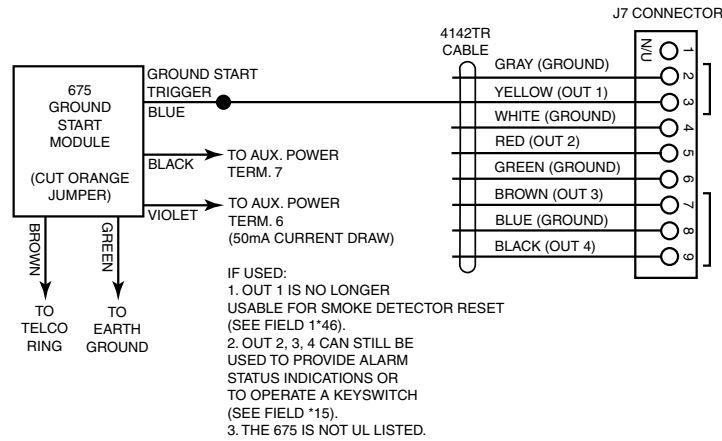 J7 CONNECTOR
4142TR
CABLE
N/U
1
2
3
4
5
6
7
8
9
GRAY (GROUND)
YELLOW (OUT 1)
WHITE (GROUND)
RED (OUT 2)
GREEN (GROUND)
BROWN (OUT 3)
BLUE (GROUND)
BLACK (OUT 4)
675
GROUND
START
MODULE
(CUT ORANGE
JUMPER)
GROUND START
TRIGGER
BLUE
BLACK
TO AUX. POWER
TERM. 7
VIOLET
TO AUX. POWER
TERM. 6
(50mA CURRENT DRAW)
BROWN
GREEN
TO
TELCO
RING
TO
EARTH
GROUND
IF USED:
1. OUT 1 IS NO LONGER
USABLE FOR SMOKE DETECTOR RESET
(SEE FIELD 1*46).
2. OUT 2, 3, 4 CAN STILL BE
USED TO PROVIDE ALARM
STATUS INDICATIONS OR
TO OPERATE A KEYSWITCH
(SEE FIELD *15).
3. THE 675 IS NOT UL LISTED.